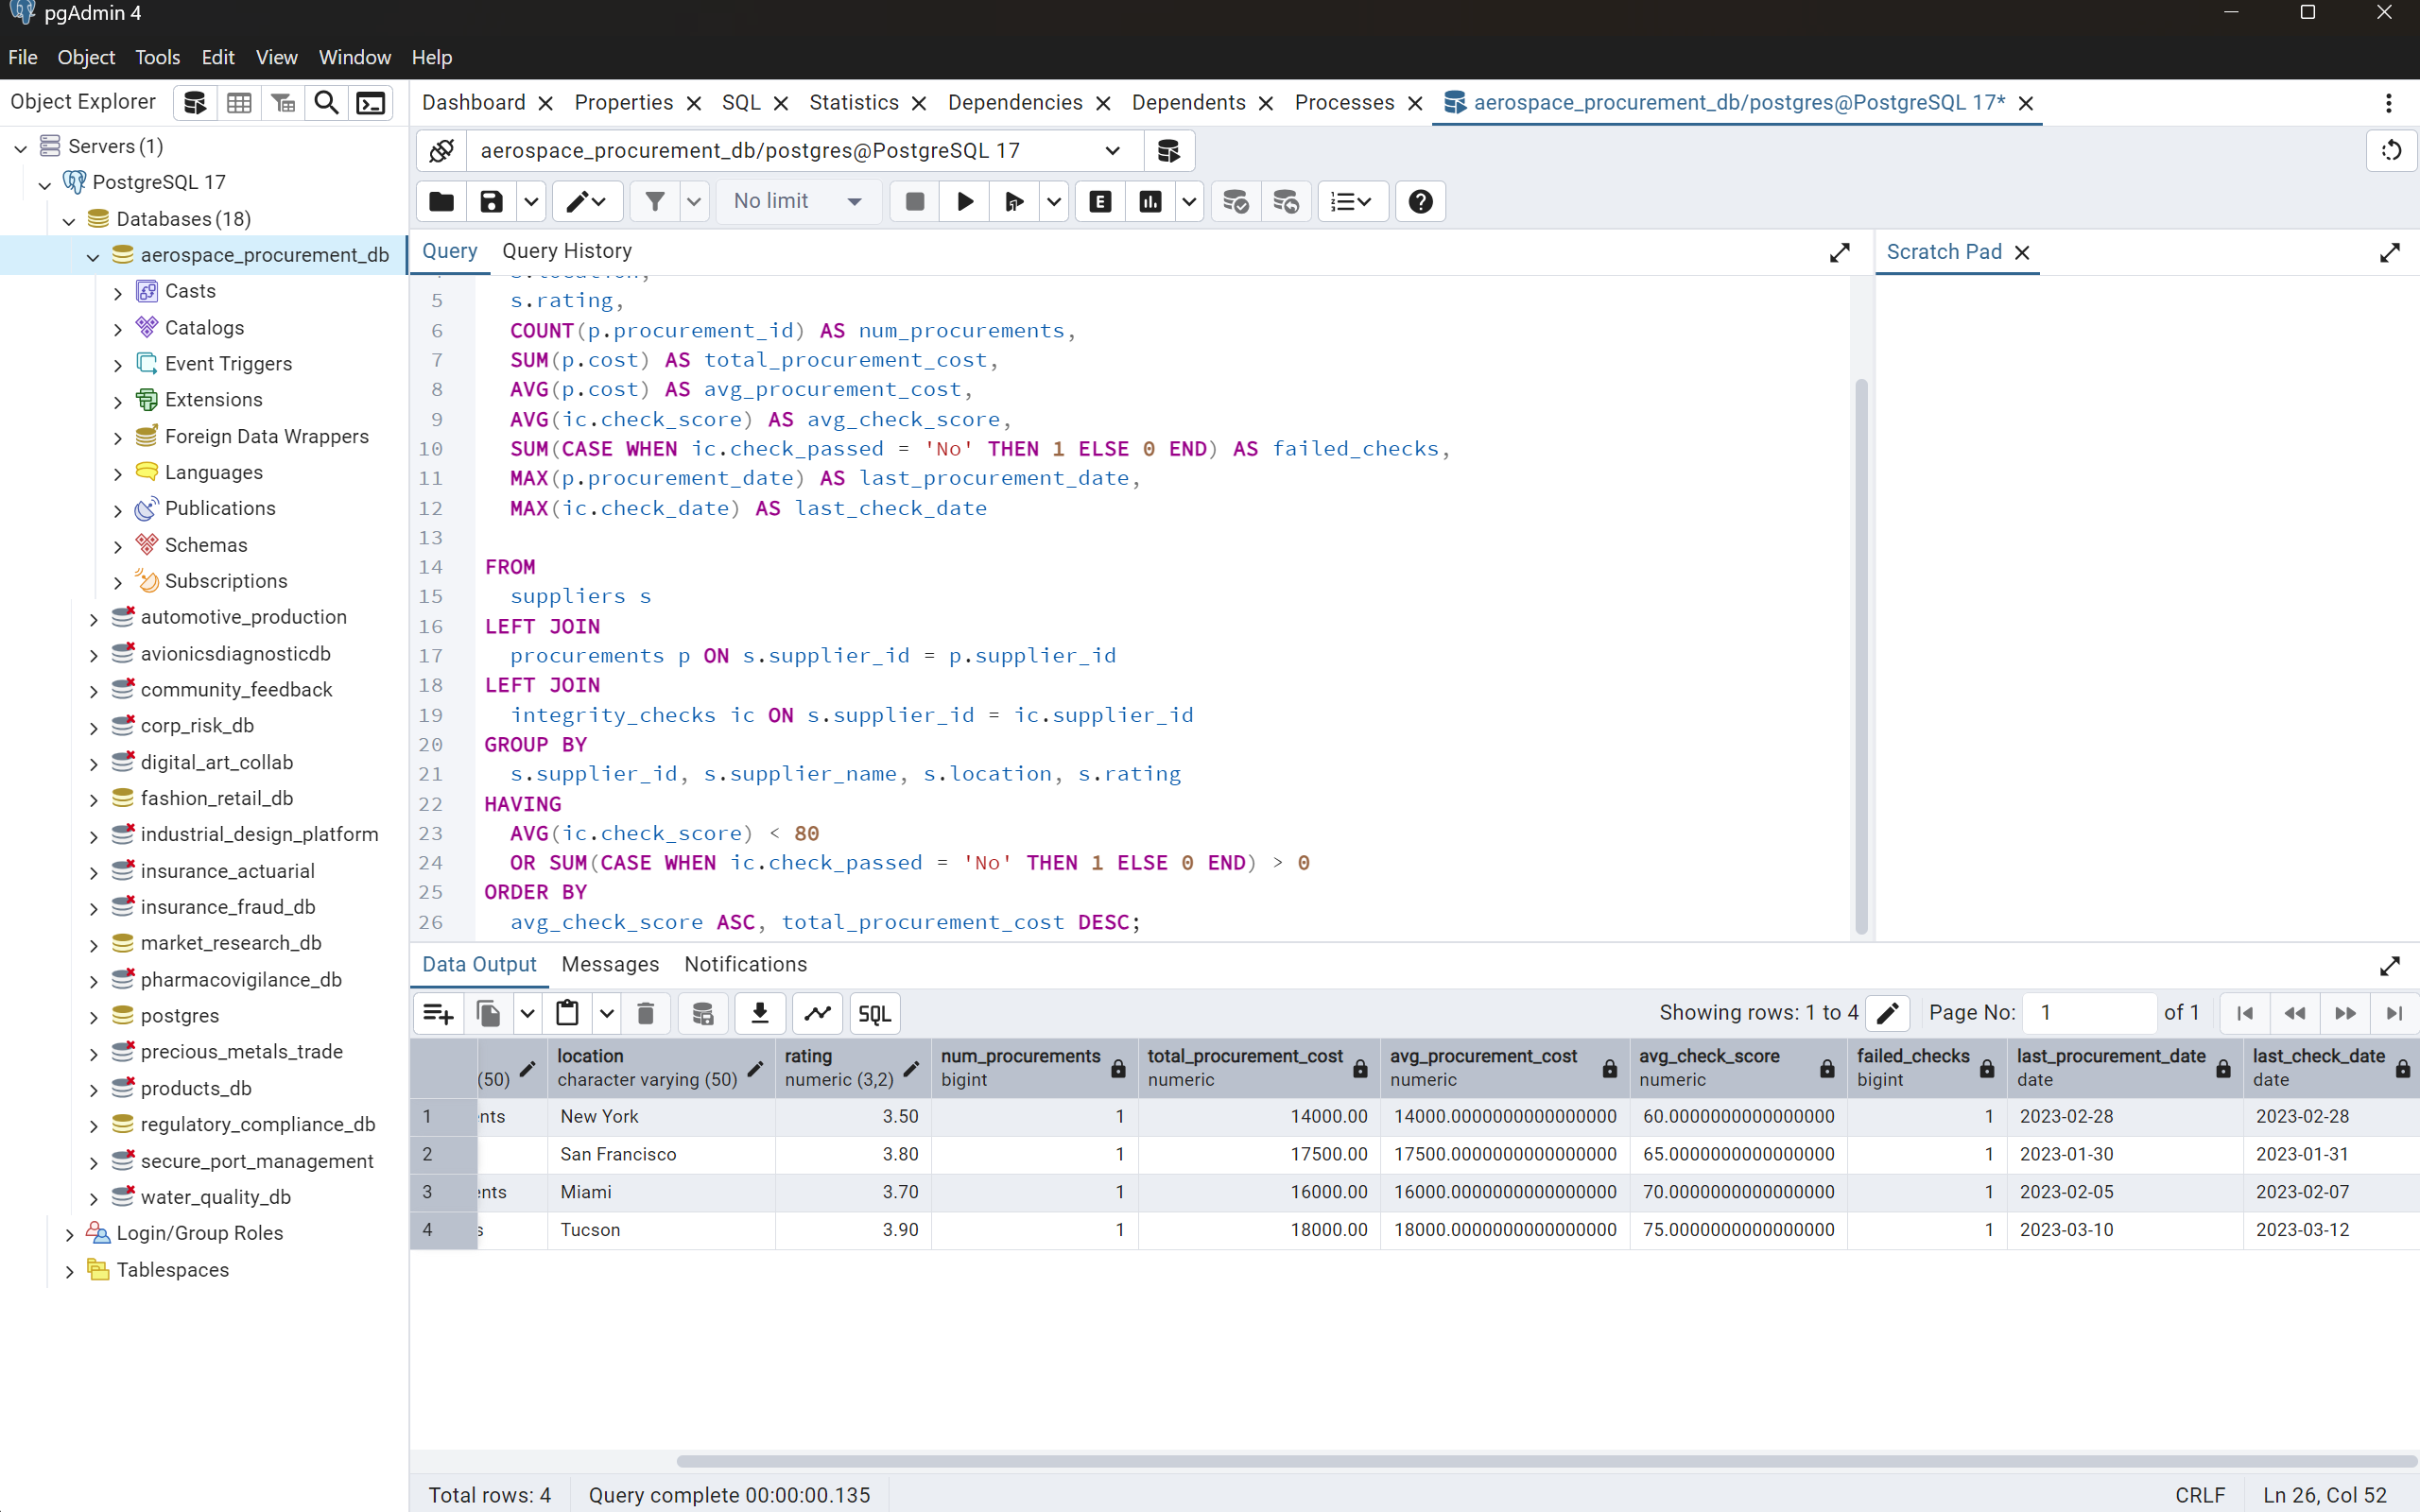 pgAdmin 4
File Object Tools Edit View Window Help
Object Explorer
Dashboard Properties SQL Statistics Dependencies Dependents Processes aerospace_procurement_db/postgres@PostgreSQL 17*
Servers (1)
PostgreSQL 17
Databases (18)
aerospace_procurement_db
Casts
Catalogs
Event Triggers
Extensions
Foreign Data Wrappers
Languages
Publications
Schemas
Subscriptions
automotive_production
avionicsdiagnosticdb
community_feedback
corp_risk_db
digital_art_collab
fashion_retail_db
industrial_design_platform
insurance_actuarial
insurance_fraud_db
market_research_db
pharmacovigilance_db
postgres
precious_metals_trade
products_db
regulatory_compliance_db
secure_port_management
water_quality_db
Login/Group Roles
Tablespaces
aerospace_procurement_db/postgres@PostgreSQL 17
No limit
E
Query Query History
Scratch Pad
s.location,
5 s.rating,
6 COUNT(p.procurement_id) AS num_procurements,
7 SUM(p.cost) AS total_procurement_cost,
8 AVG(p.cost) AS avg_procurement_cost,
9 AVG(ic.check_score) AS avg_check_score,
10 SUM(CASE WHEN ic.check_passed = 'No' THEN 1 ELSE 0 END) AS failed_checks,
11 MAX(p.procurement_date) AS last_procurement_date,
12 MAX(ic.check_date) AS last_check_date
13
14 FROM
15 suppliers s
16 LEFT JOIN
17 procurements p ON s.supplier_id = p.supplier_id
18 LEFT JOIN
19 integrity_checks ic ON s.supplier_id = ic.supplier_id
20 GROUP BY
21 s.supplier_id, s.supplier_name, s.location, s.rating
22 HAVING
23 AVG(ic.check_score) < 80
24 OR SUM(CASE WHEN ic.check_passed = 'No' THEN 1 ELSE 0 END) > 0
25 ORDER BY
26 avg_check_score ASC, total_procurement_cost DESC;
Data Output Messages Notifications
SQL
Showing rows: 1 to 4 Page No: 1 of 1
location rating num_procurements total_procurement_cost avg_procurement_cost avg_check_score failed_checks last_procurement_date last_check_date
(50) character varying (50) numeric (3,2) bigint numeric numeric numeric bigint date date
1 nts New York 3.50 1 14000.00 14000.0000000000000000 60.0000000000000000 1 2023-02-28 2023-02-28
2 San Francisco 3.80 1 17500.00 17500.0000000000000000 65.0000000000000000 1 2023-01-30 2023-01-31
3 nts Miami 3.70 1 16000.00 16000.0000000000000000 70.0000000000000000 1 2023-02-05 2023-02-07
4 s Tucson 3.90 1 18000.00 18000.0000000000000000 75.0000000000000000 1 2023-03-10 2023-03-12
Total rows: 4 Query complete 00:00:00.135 CRLF Ln 26, Col 52